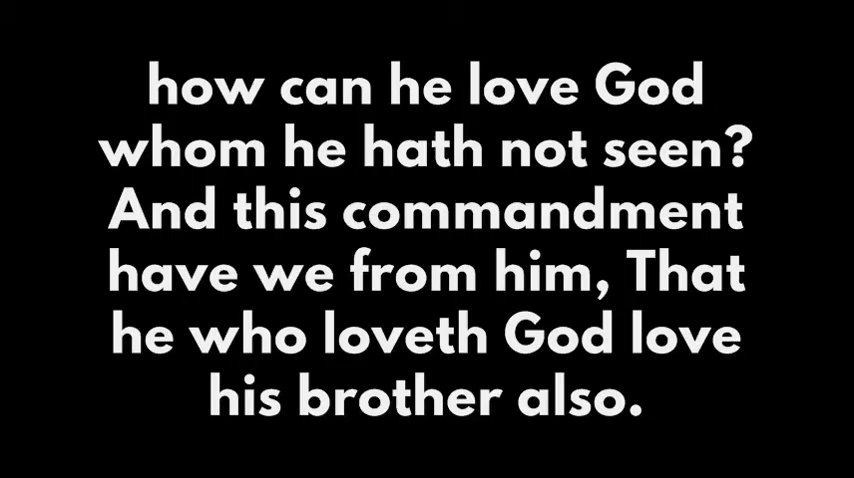 how can he love God
whom he hath not seen?
And this commandment
have we from him, That
he who loveth God love
his brother also.